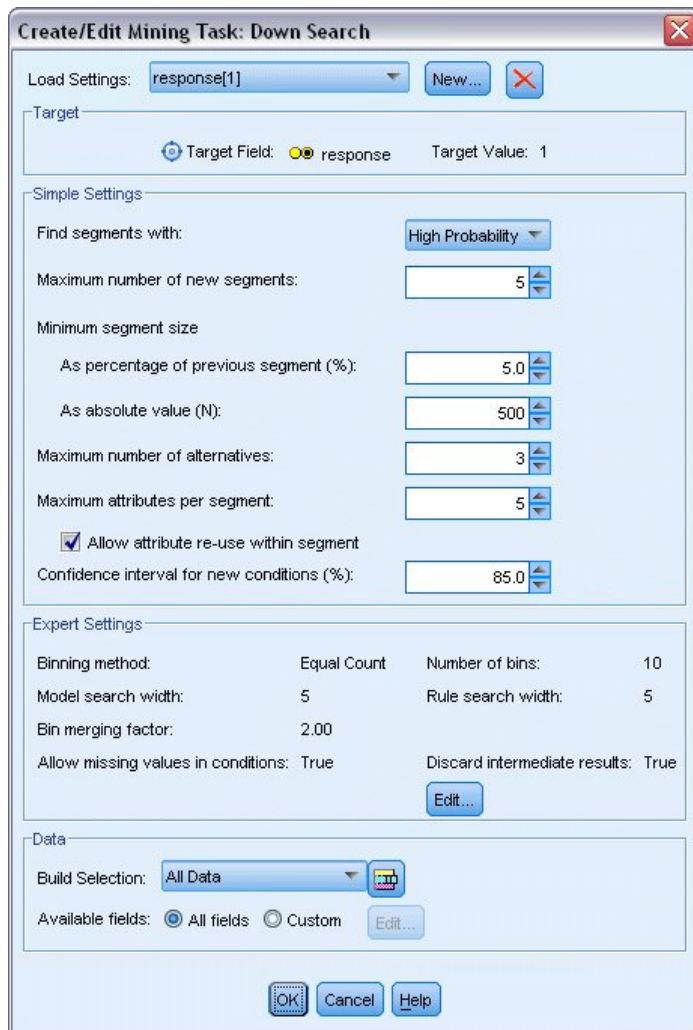 Create/Edit Mining Task: Down Search
Load Settings: response[1] New...
Target
Target Field: response Target Value: 1
Simple Settings
Find segments with: High Probability
Maximum number of new segments: 5
Minimum segment size
As percentage of previous segment (%): 5.0
As absolute value (N): 500
Maximum number of alternatives: 3
Maximum attributes per segment: 5
Allow attribute re-use within segment
Confidence interval for new conditions (%): 85.0
Expert Settings
Binning method: Equal Count Number of bins: 10
Model search width: 5 Rule search width: 5
Bin merging factor: 2.00
Allow missing values in conditions: True Discard intermediate results: True
Edit...
Data
Build Selection: All Data
Available fields: All fields Custom Edit...
OK Cancel Help